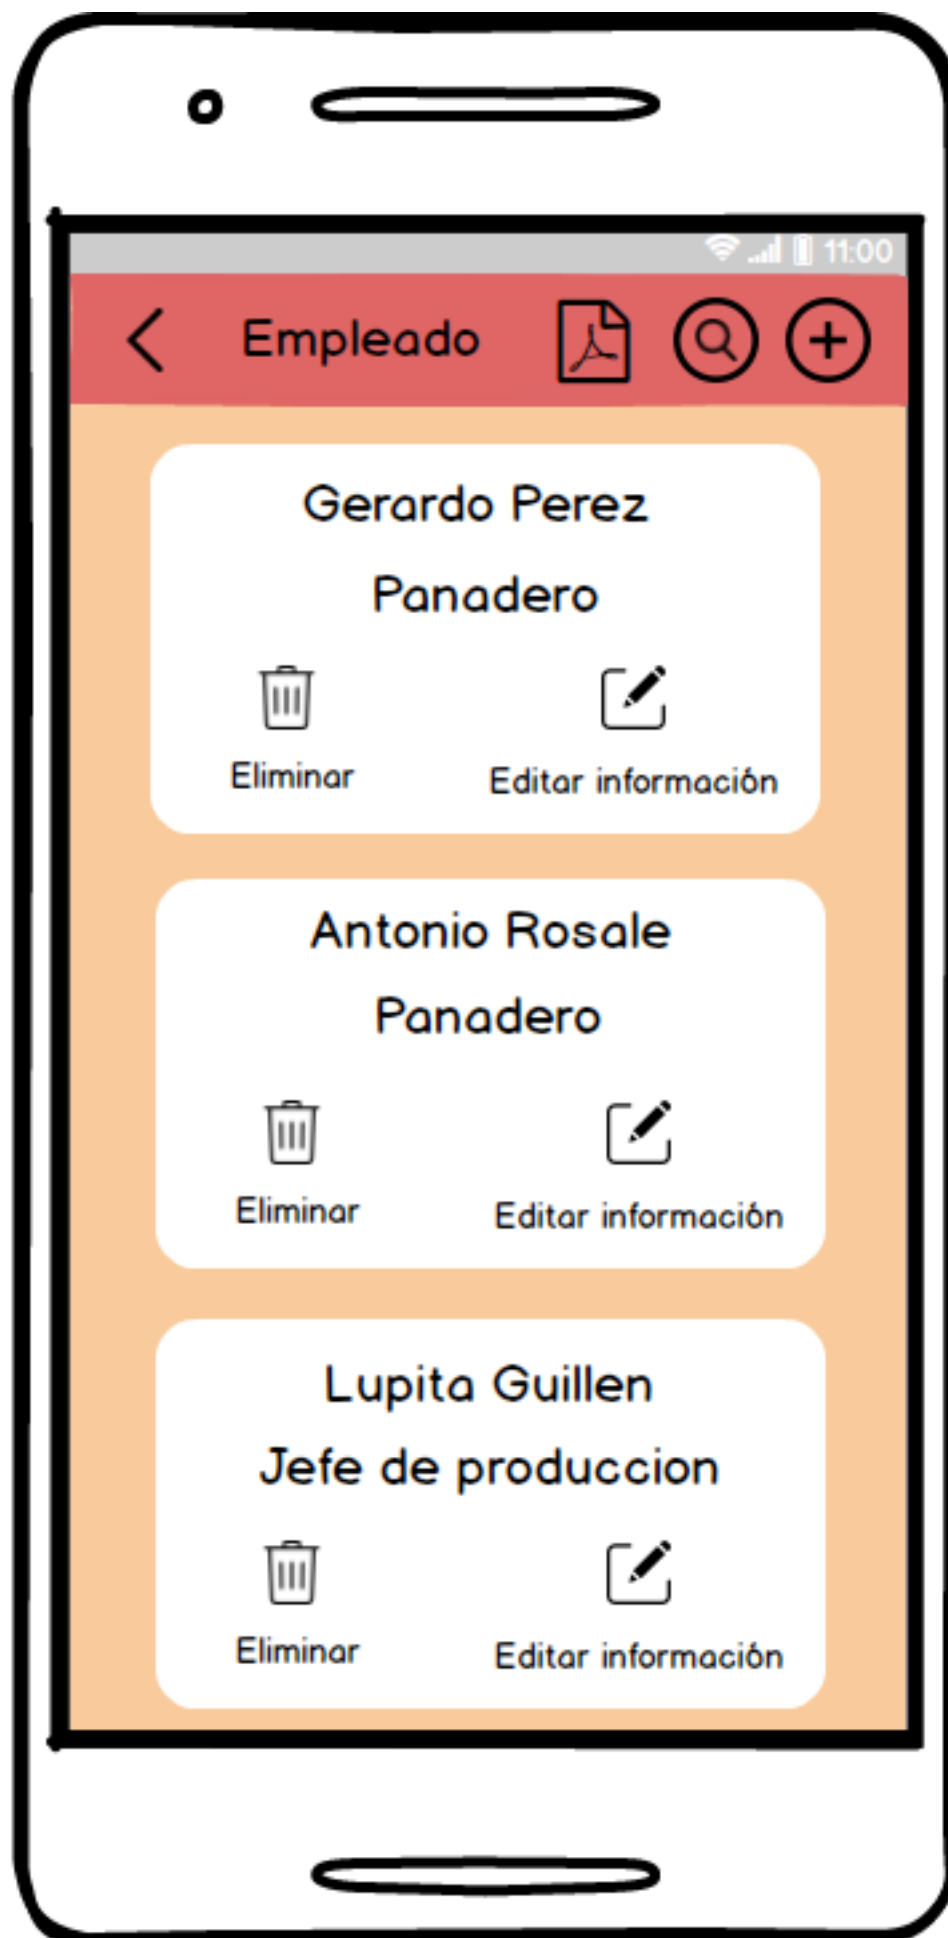 11:00
Empleado
Gerardo Perez
Panadero
Eliminar
Editar información
Antonio Rosale
Panadero
Eliminar
Editar información
Lupita Guillen
Jefe de produccion
Eliminar
Editar información